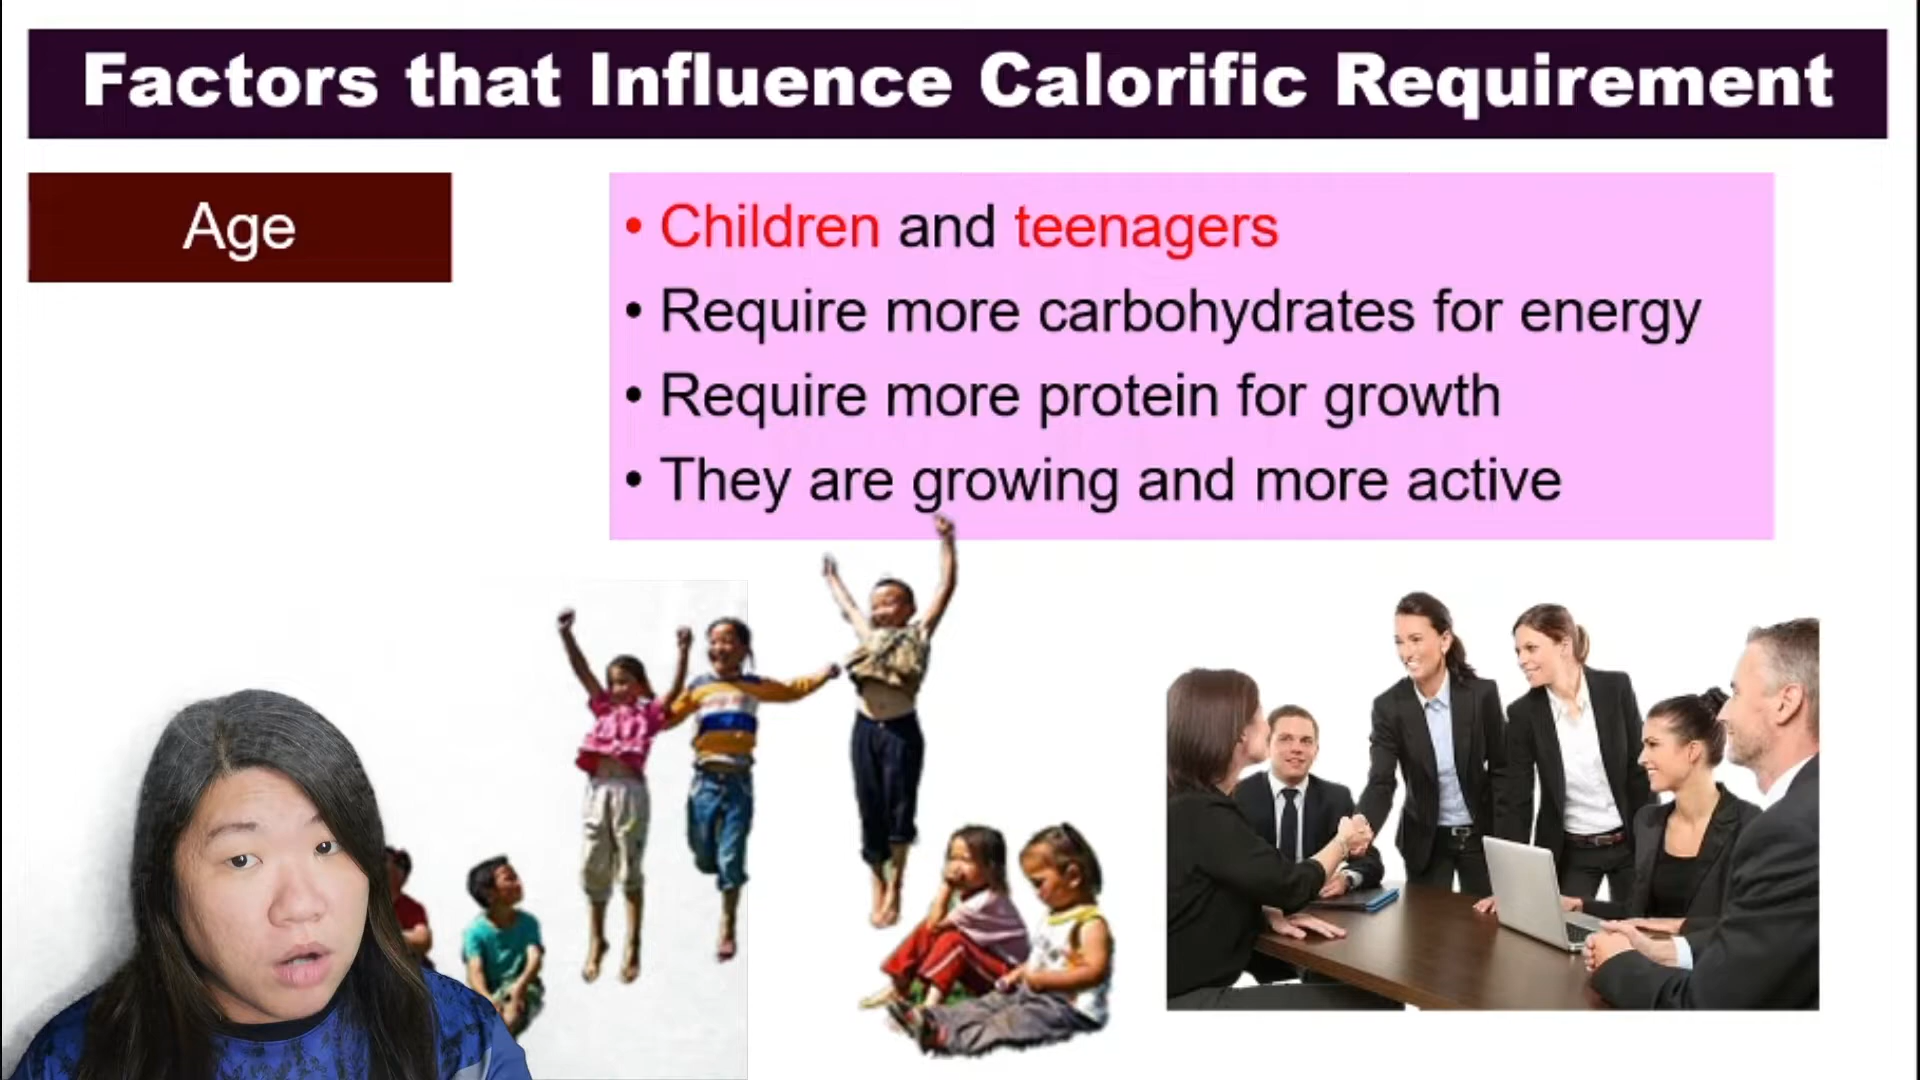 Factors that Influence Calorific Requirement
Age
• Children and teenagers
• Require more carbohydrates for energy
• Require more protein for growth
• They are growing and more active